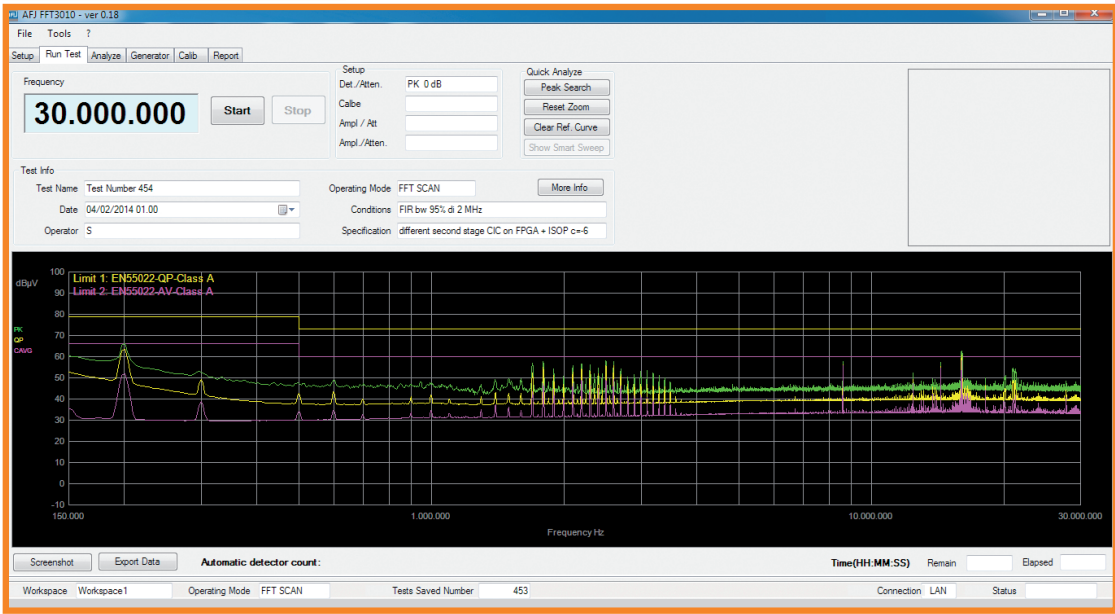 AFJ FFT3010 - ver 0.18
File Tools ?
Setup Run Test Analyze Generator Calib Report
Frequency
30.000.000
Start Stop
Setup
Det./Atten. PK 0 dB
Calbe
Ampl / Att
Ampl./Atten.
Quick Analyze
Peak Search
Reset Zoom
Clear Ref. Curve
Show Smart Sweep
Test Info
Test Name Test Number 454
Date 04/02/2014 01.00
Operator S
Operating Mode FFT SCAN
More Info
Conditions FIR bw 95% di 2 MHz
Specification different second stage CIC on FPGA + ISOP c=-6
dBµV
Limit 1: EN55022-QP-Class A
Limit 2: EN55022-AV-Class A
100
90
80
70
60
50
40
30
20
10
0
-10
PK
QP
CAVG
150.000 1.000.000 10.000.000 30.000.000
Frequency Hz
Screenshot Export Data Automatic detector count: Time(HH:MM:SS) Remain Elapsed
Workspace Workspace1 Operating Mode FFT SCAN Tests Saved Number 453 Connection LAN Status